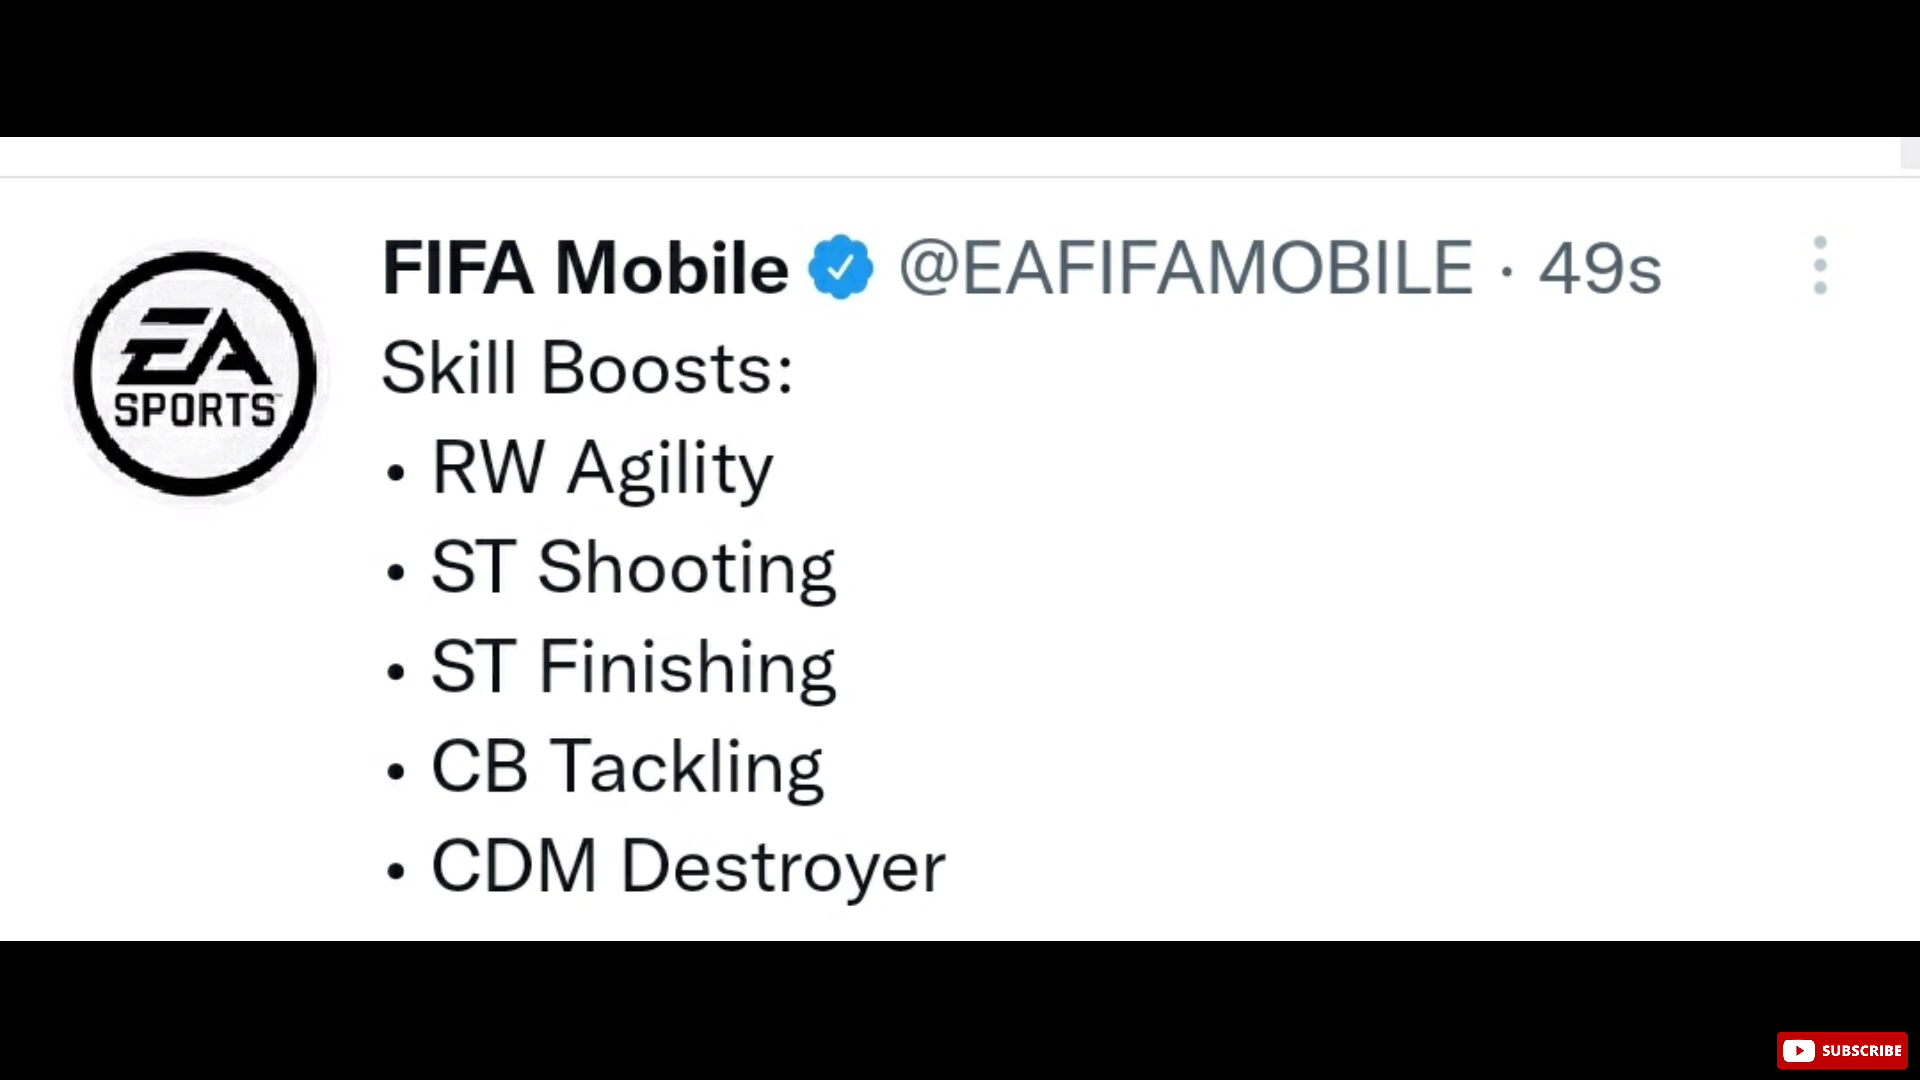 FIFA Mobile @EAFIFAMOBILE · 49s
Skill Boosts:
• RW Agility
• ST Shooting
• ST Finishing
• CB Tackling
• CDM Destroyer
EA
SPORTS
SUBSCRIBE